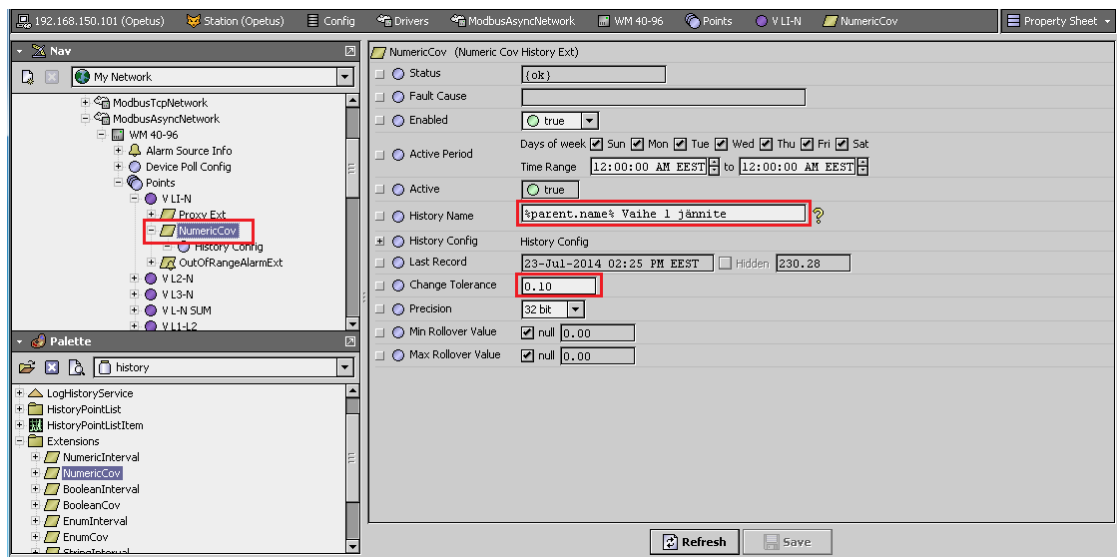 192.168.150.101 (Opetus) Station (Opetus) Config Drivers ModbusAsyncNetwork WM 40-96 Points V LI-N NumericCov Property Sheet
Nav
My Network
ModbusTcpNetwork
ModbusAsyncNetwork
WM 40-96
Alarm Source Info
Device Poll Config
Points
V LI-N
Proxy Ext
NumericCov
History Config
OutOfRangeAlarmExt
V L2-N
V L3-N
V L-N SUM
V L1-L2
Palette
history
LogHistoryService
HistoryPointList
HistoryPointListItem
Extensions
NumericInterval
NumericCov
BooleanInterval
BooleanCov
EnumInterval
EnumCov
StringInterval
NumericCov (Numeric Cov History Ext)
Status {ok}
Fault Cause
Enabled true
Active Period Days of week Sun Mon Tue Wed Thu Fri Sat
Time Range 12:00:00 AM EEST to 12:00:00 AM EEST
Active true
History Name %parent.name% Vaihe 1 jännite
History Config History Config
Last Record 23-Jul-2014 02:25 PM EEST Hidden 230.28
Change Tolerance 0.10
Precision 32 bit
Min Rollover Value null 0.00
Max Rollover Value null 0.00
Refresh Save